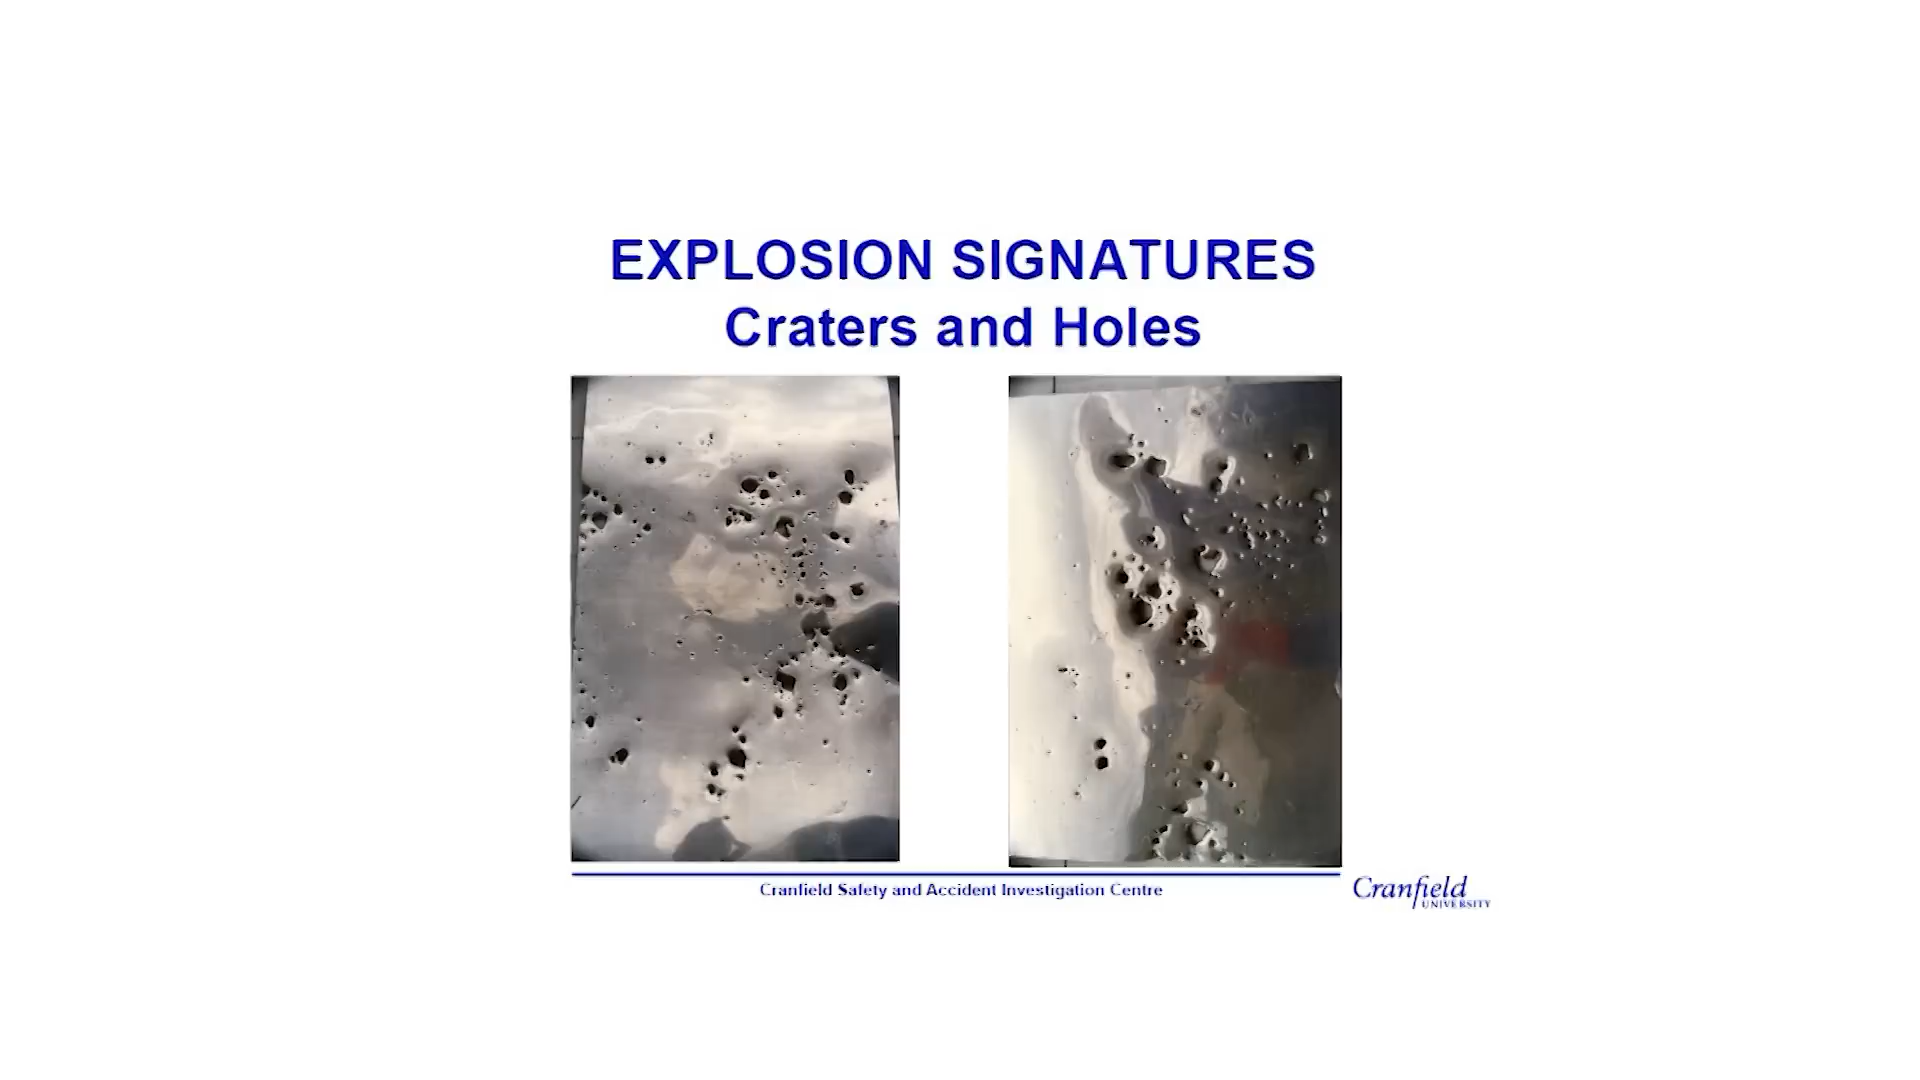 EXPLOSION SIGNATURES
Craters and Holes
Cranfield Safety and Accident Investigation Centre
Cranfield
UNIVERSITY